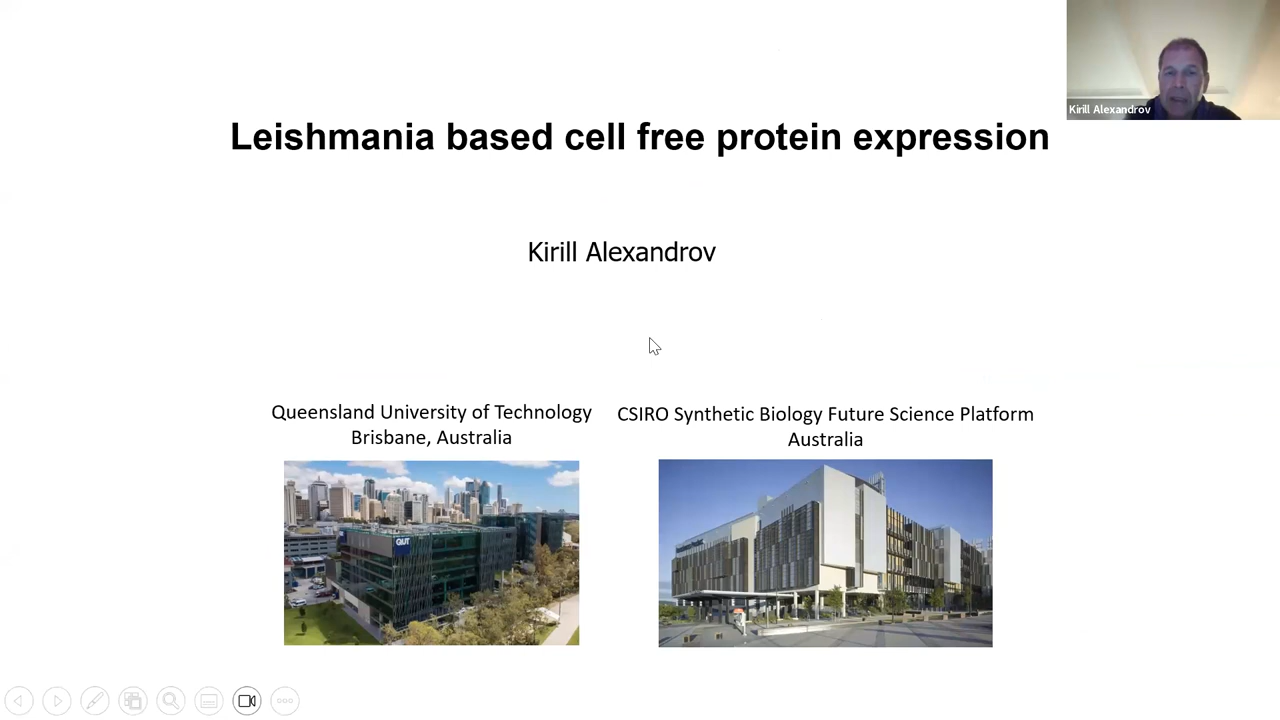 Kirill Alexandrov
Leishmania based cell free protein expression
Kirill Alexandrov
Queensland University of Technology
Brisbane, Australia
CSIRO Synthetic Biology Future Science Platform
Australia
QUT